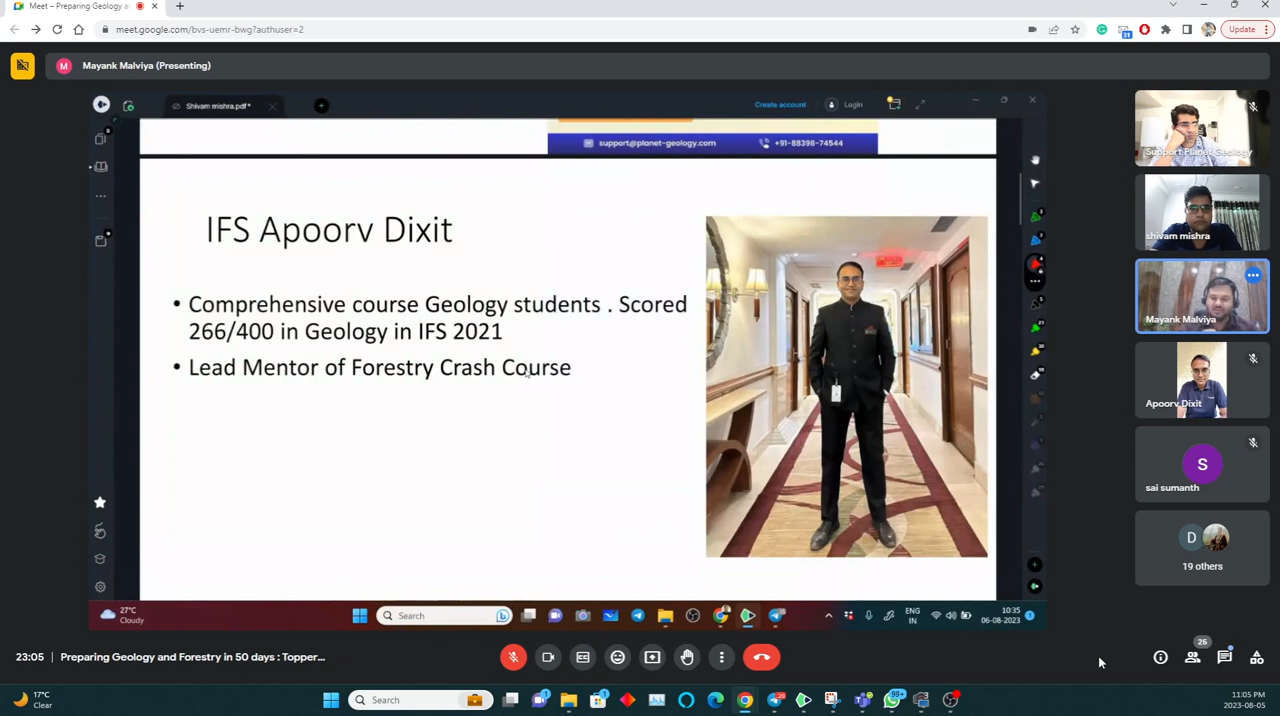 Meet – Preparing Geology a
meet.google.com/bvs-uemr-bwg?authuser=2
21
Update
M
Mayank Malviya (Presenting)
Shivam mishra.pdf*
Create account
Login
support@planet-geology.com
+91-88398-74544
IFS Apoorv Dixit
• Comprehensive course Geology students . Scored
266/400 in Geology in IFS 2021
• Lead Mentor of Forestry Crash Course
Support Planet Geology
shivam mishra
Mayank Malviya
Apoorv Dixit
S
sai sumanth
D
19 others
27°C
Cloudy
Search
ENG
IN
10:35
06-08-2023
23:05
Preparing Geology and Forestry in 50 days : Topper...
25
17°C
Clear
Search
99+
11:05 PM
2023-08-05